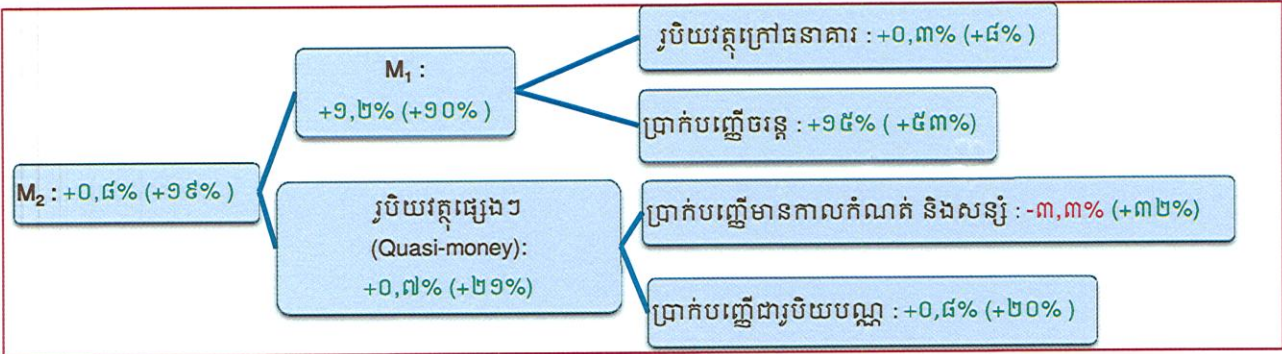 M₂ : +០,៨% (+១៩% )
M₁ :
+១,២% (+១០% )
រូបិយវត្ថុក្រៅធនាគារ : +០,៣% (+៨% )
ប្រាក់បញ្ញើចរន្ត : +១៥% ( +៥៣%)
រូបិយវត្ថុផ្សេងៗ
(Quasi-money):
+០,៧% (+២១%)
ប្រាក់បញ្ញើមានកាលកំណត់ និងសន្សំ : -៣,៣% (+៣២%)
ប្រាក់បញ្ញើជារូបិយបណ្ណ : +០,៨% (+២០% )